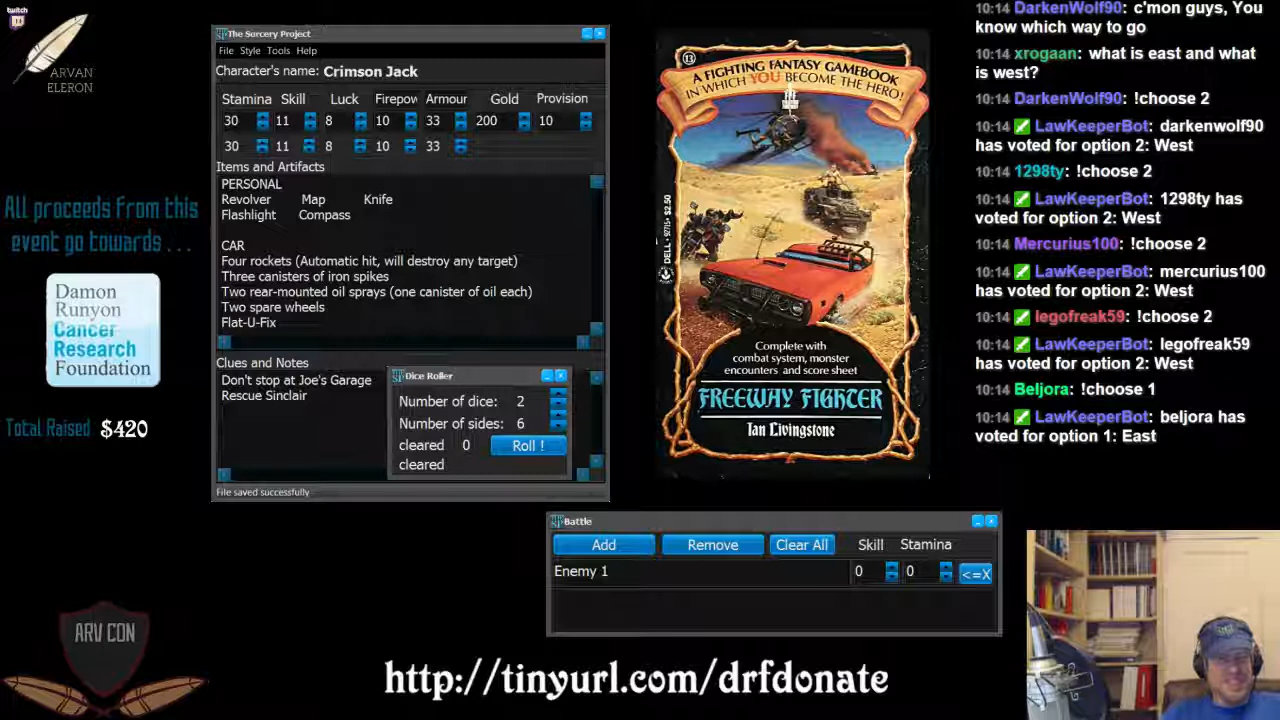 twitch
14
ARVAN
ELERON
All proceeds from this
event go towards . . .
Damon
Runyon
Cancer
Research
Foundation
Total Raised $420
ARV CON
The Sorcery Project
File Style Tools Help
Character's name: Crimson Jack
Stamina Skill Luck Firepow Armour Gold Provision
30 11 8 10 33 200 10
30 11 8 10 33
Items and Artifacts
PERSONAL
Revolver Map Knife
Flashlight Compass
CAR
Four rockets (Automatic hit, will destroy any target)
Three canisters of iron spikes
Two rear-mounted oil sprays (one canister of oil each)
Two spare wheels
Flat-U-Fix
Clues and Notes
Don't stop at Joe's Garage
Rescue Sinclair
File saved successfully
Dice Roller
Number of dice: 2
Number of sides: 6
cleared 0 Roll !
cleared
13
A FIGHTING FANTASY GAMEBOOK
IN WHICH YOU BECOME THE HERO!
DELL • 92715 • $2.50
Complete with
combat system, monster
encounters and score sheet
FREEWAY FIGHTER
Ian Livingstone
Battle
Add Remove Clear All Skill Stamina
Enemy 1 0 0 <=X
http://tinyurl.com/drfdonate
10:14 DarkenWolf90: c'mon guys, You
know which way to go
10:14 xrogaan: what is east and what
is west?
10:14 DarkenWolf90: !choose 2
10:14 LawKeeperBot: darkenwolf90
has voted for option 2: West
10:14 1298ty: !choose 2
10:14 LawKeeperBot: 1298ty has
voted for option 2: West
10:14 Mercurius100: !choose 2
10:14 LawKeeperBot: mercurius100
has voted for option 2: West
10:14 legofreak59: !choose 2
10:14 LawKeeperBot: legofreak59
has voted for option 2: West
10:14 Beljora: !choose 1
10:14 LawKeeperBot: beljora has
voted for option 1: East